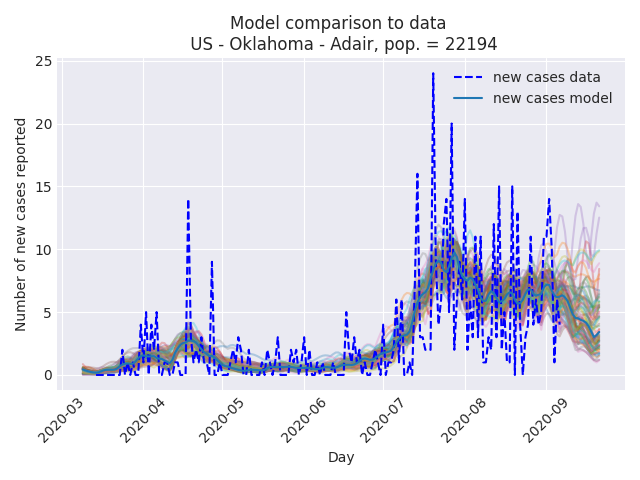 Model comparison to data
US - Oklahoma - Adair, pop. = 22194
new cases data
new cases model
Number of new cases reported
25
20
15
10
5
0
2020-03
2020-04
2020-05
2020-06
2020-07
2020-08
2020-09
Day